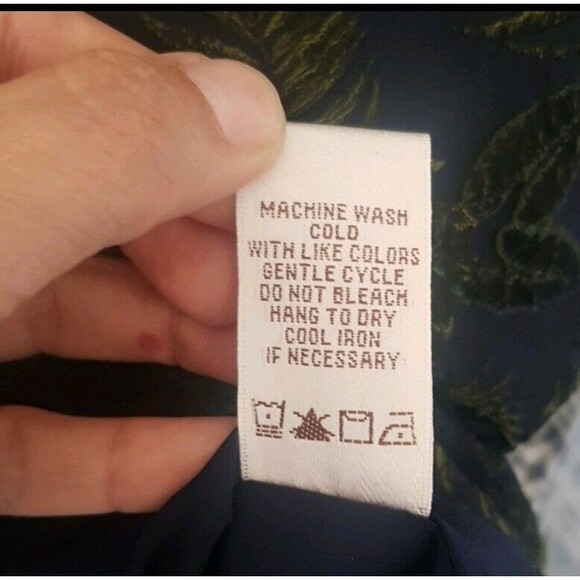 MACHINE WASH
COLD
WITH LIKE COLORS
GENTLE CYCLE
DO NOT BLEACH
HANG TO DRY
COOL IRON
IF NECESSARY